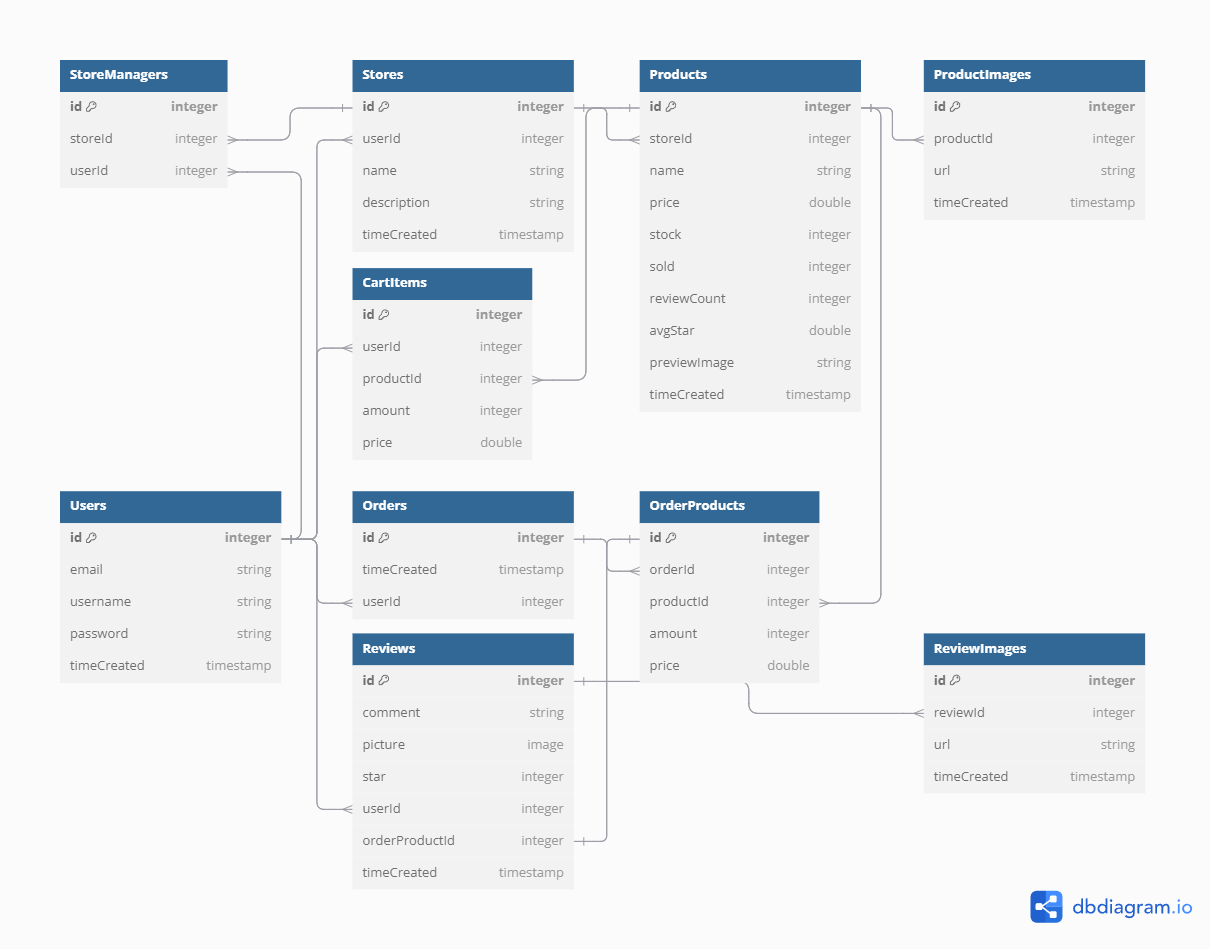 StoreManagers
id integer
storeId integer
userId integer
Stores
id integer
userId integer
name string
description string
timeCreated timestamp
Products
id integer
storeId integer
name string
price double
stock integer
sold integer
reviewCount integer
avgStar double
previewImage string
timeCreated timestamp
ProductImages
id integer
productId integer
url string
timeCreated timestamp
CartItems
id integer
userId integer
productId integer
amount integer
price double
Users
id integer
email string
username string
password string
timeCreated timestamp
Orders
id integer
timeCreated timestamp
userId integer
OrderProducts
id integer
orderId integer
productId integer
amount integer
price double
Reviews
id integer
comment string
picture image
star integer
userId integer
orderProductId integer
timeCreated timestamp
ReviewImages
id integer
reviewId integer
url string
timeCreated timestamp
dbdiagram.io